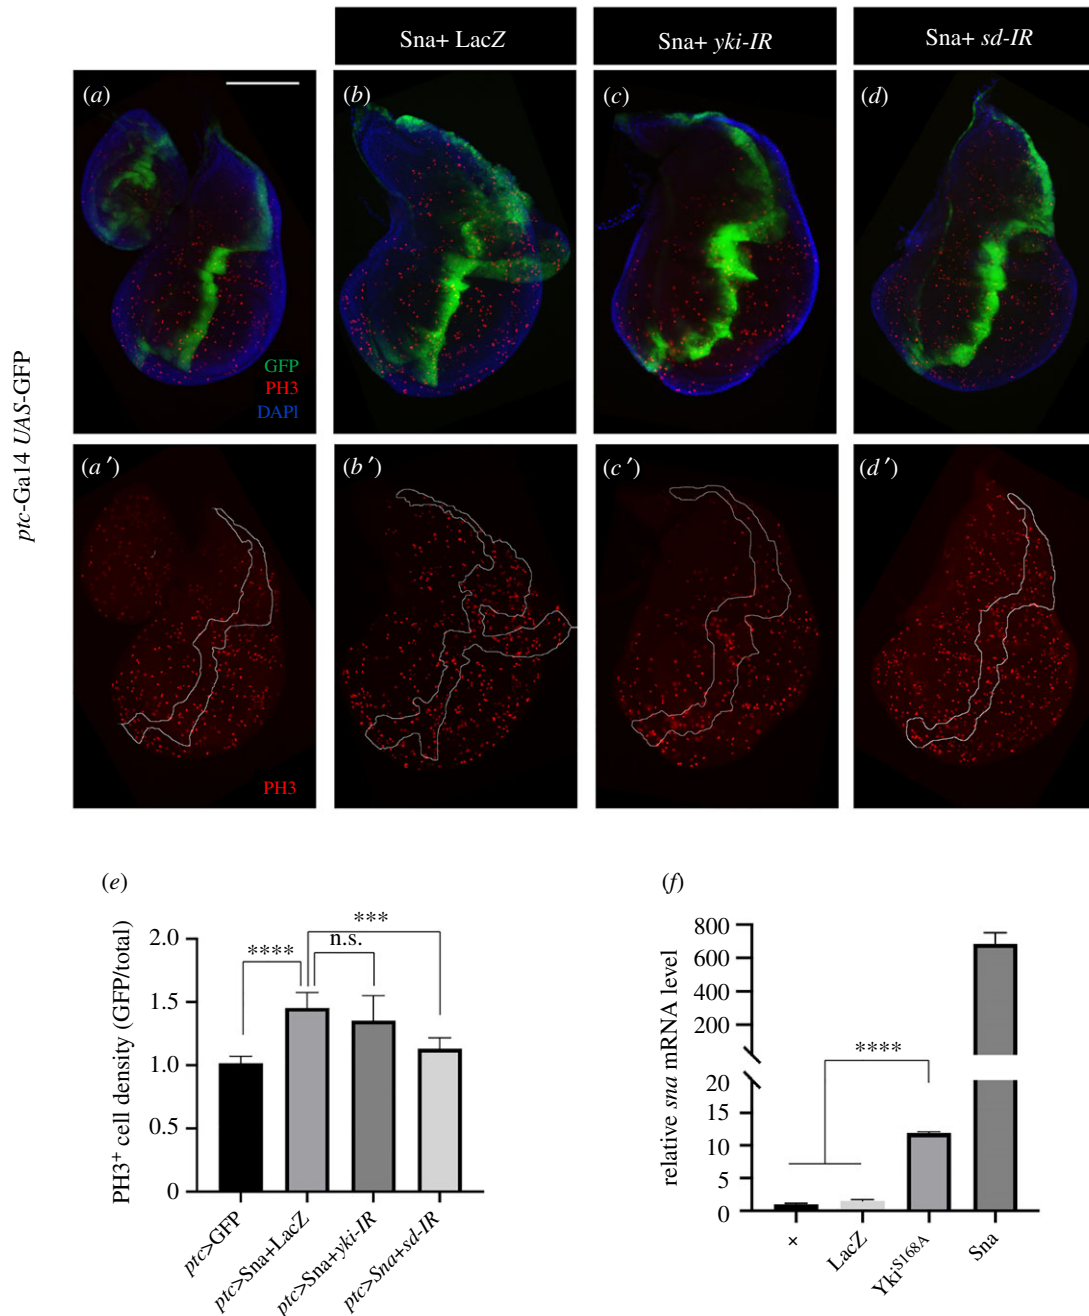 Sna+ LacZ
Sna+ yki-IR
Sna+ sd-IR
ptc-Ga14 UAS-GFP
(a)
(b)
(c)
(d)
GFP
PH3
DAPI
(a′)
(b′)
(c′)
(d′)
PH3
(e)
PH3+ cell density (GFP/total)
2.0
1.5
1.0
0.5
0
****
***
n.s.
ptc>GFP
ptc>Sna+LacZ
ptc>Sna+yki-IR
ptc>Sna+sd-IR
(f)
relative sna mRNA level
800
600
400
200
20
15
10
5
0
****
+
LacZ
YkiS168A
Sna